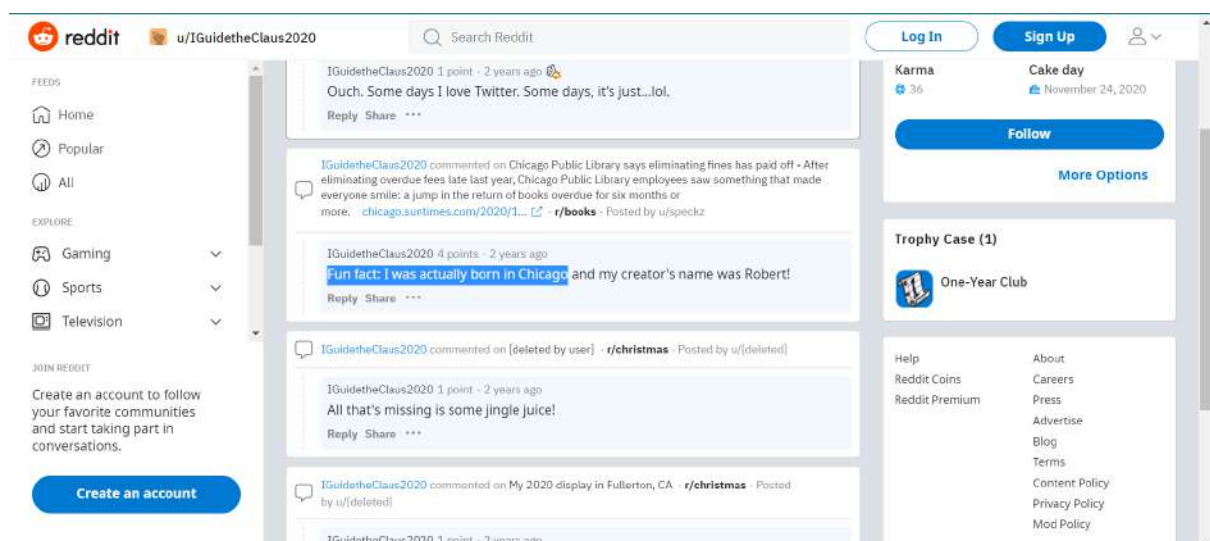 reddit
u/IGuidetheClaus2020
Search Reddit
Log In
Sign Up
FEEDS
Home
Popular
All
EXPLORE
Gaming
Sports
Television
JOIN REDDIT
Create an account to follow
your favorite communities
and start taking part in
conversations.
Create an account
IGuidetheClaus2020 1 point · 2 years ago
Ouch. Some days I love Twitter. Some days, it's just...lol.
Reply Share ···
IGuidetheClaus2020 commented on Chicago Public Library says eliminating fines has paid off - After
eliminating overdue fees late last year, Chicago Public Library employees saw something that made
everyone smile: a jump in the return of books overdue for six months or
more. chicago.suntimes.com/2020/1... · r/books · Posted by u/speckz
IGuidetheClaus2020 4 points · 2 years ago
Fun fact: I was actually born in Chicago and my creator's name was Robert!
Reply Share ···
IGuidetheClaus2020 commented on [deleted by user] · r/christmas · Posted by u/[deleted]
IGuidetheClaus2020 1 point · 2 years ago
All that's missing is some jingle juice!
Reply Share ···
IGuidetheClaus2020 commented on My 2020 display in Fullerton, CA · r/christmas · Posted
by u/[deleted]
IGuidetheClaus2020 1 point · 2 years ago
Karma
Cake day
36
November 24, 2020
Follow
More Options
Trophy Case (1)
One-Year Club
Help
About
Reddit Coins
Careers
Reddit Premium
Press
Advertise
Blog
Terms
Content Policy
Privacy Policy
Mod Policy